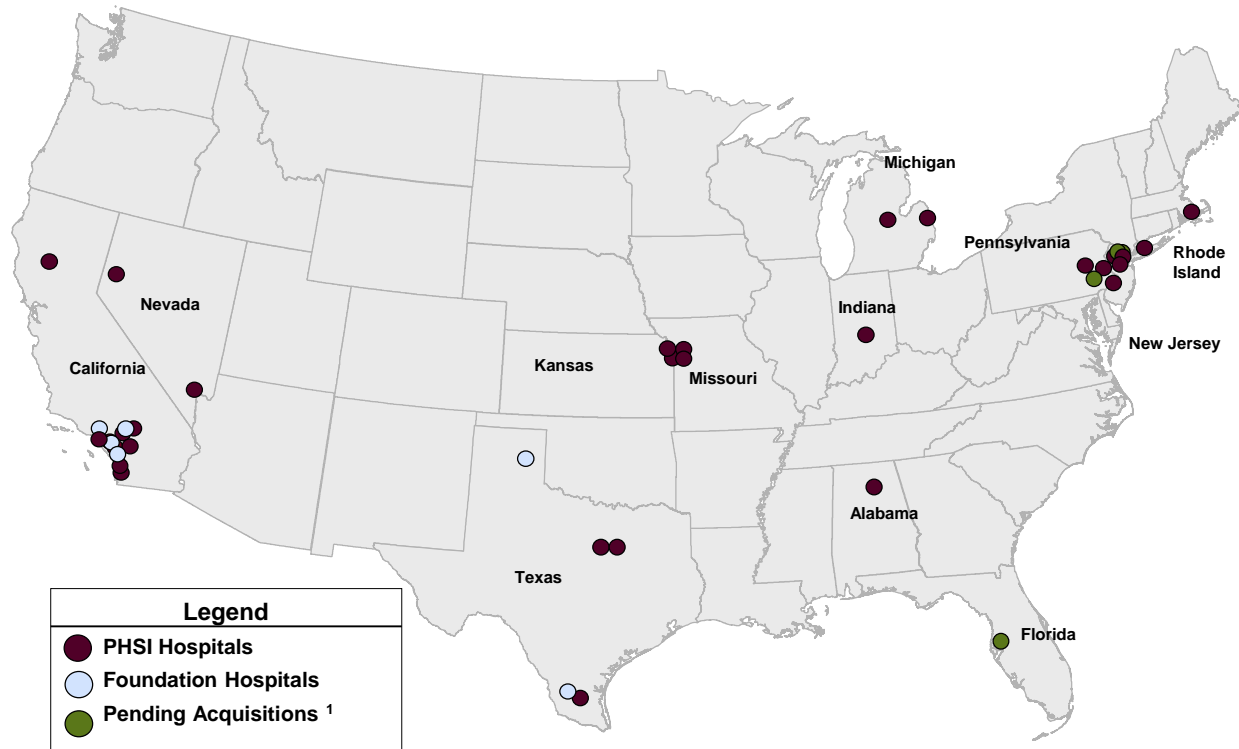 Michigan
Pennsylvania
Rhode
Island
Nevada
Indiana
New Jersey
California
Kansas
Missouri
Alabama
Texas
Florida
Legend
PHSI Hospitals
Foundation Hospitals
Pending Acquisitions 1